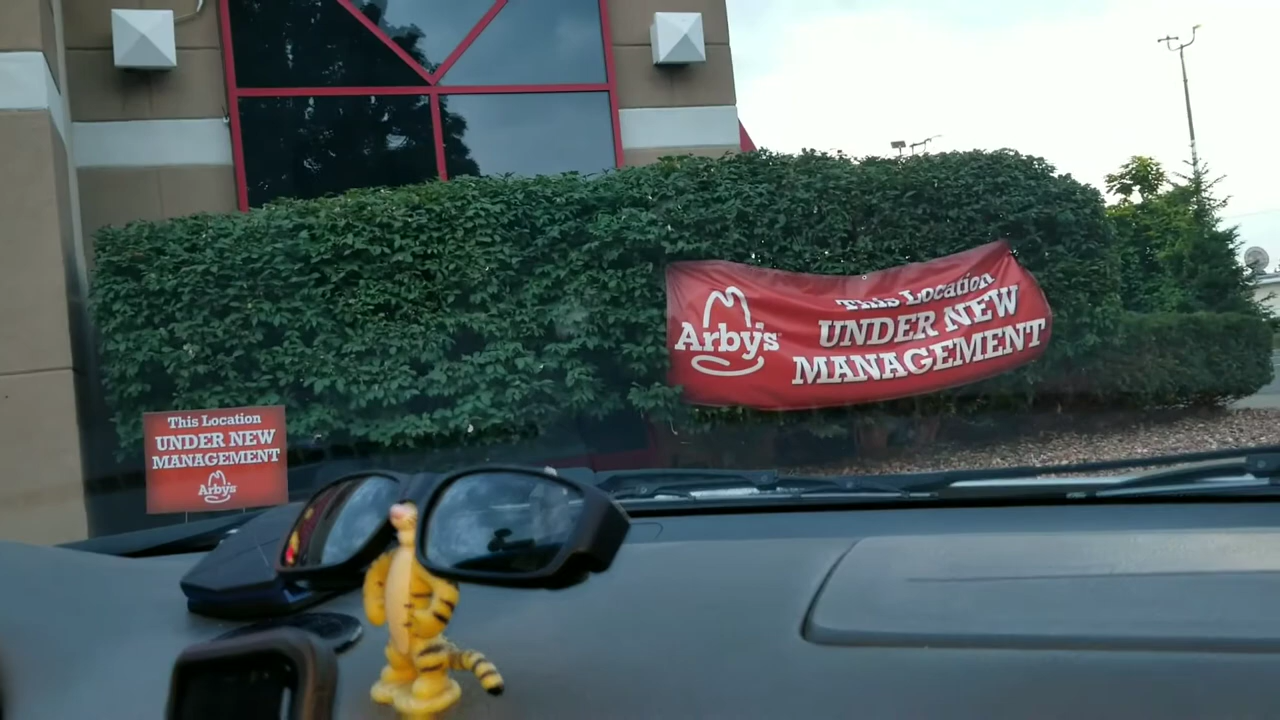 Arby's
This Location
UNDER NEW
MANAGEMENT
This Location
UNDER NEW
MANAGEMENT
Arby's